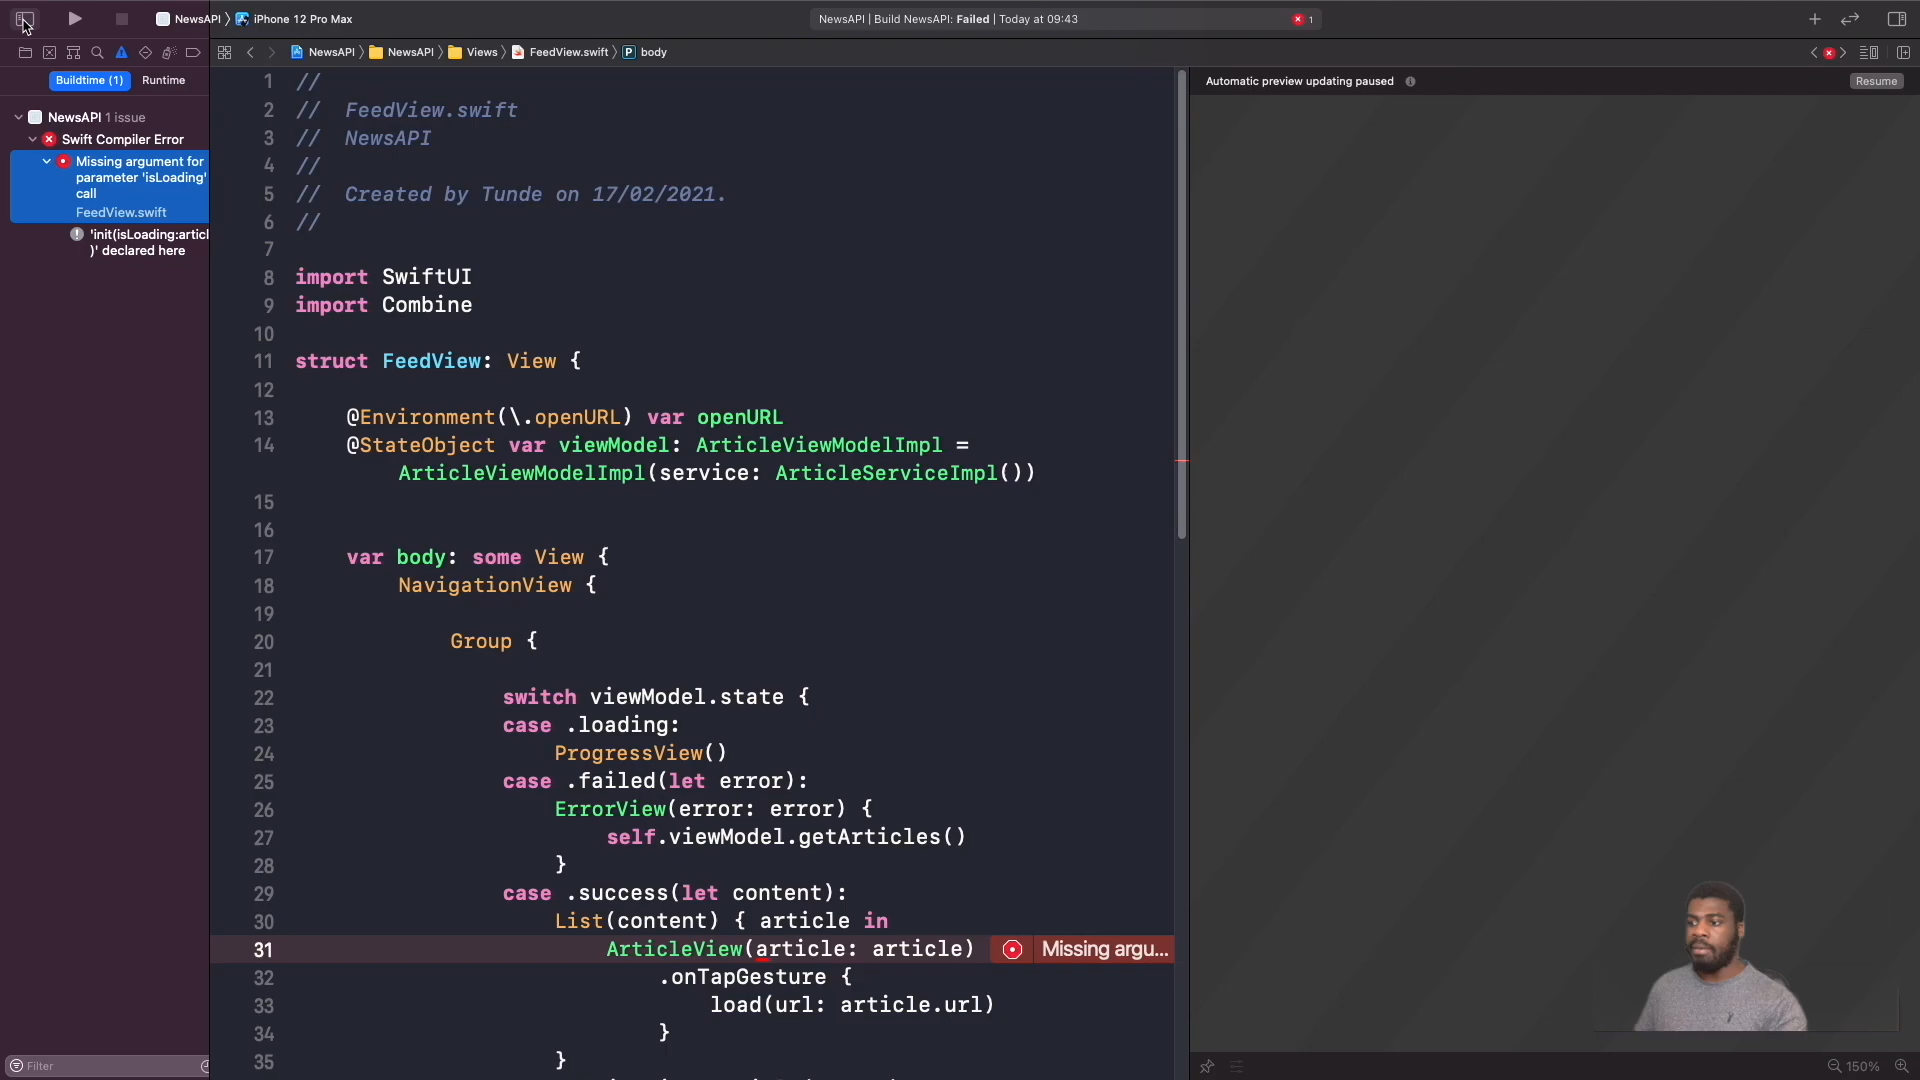 NewsAPI
iPhone 12 Pro Max
NewsAPI | Build NewsAPI: Failed | Today at 09:43
1
NewsAPI
NewsAPI
Views
FeedView.swift
P
body
Buildtime (1)
Runtime
NewsAPI 1 issue
Swift Compiler Error
Missing argument for
parameter 'isLoading'
call
FeedView.swift
'init(isLoading:articl
)' declared here
Filter
1 //
2 //  FeedView.swift
3 //  NewsAPI
4 //
5 //  Created by Tunde on 17/02/2021.
6 //
7
8 import SwiftUI
9 import Combine
10
11 struct FeedView: View {
12
13     @Environment(\.openURL) var openURL
14     @StateObject var viewModel: ArticleViewModelImpl =
ArticleViewModelImpl(service: ArticleServiceImpl())
15
16
17     var body: some View {
18         NavigationView {
19
20             Group {
21
22                 switch viewModel.state {
23                 case .loading:
24                     ProgressView()
25                 case .failed(let error):
26                     ErrorView(error: error) {
27                         self.viewModel.getArticles()
28                     }
29                 case .success(let content):
30                     List(content) { article in
31                         ArticleView(article: article)
Missing argu...
32                             .onTapGesture {
33                                 load(url: article.url)
34                             }
35                     }
Automatic preview updating paused
Resume
150%